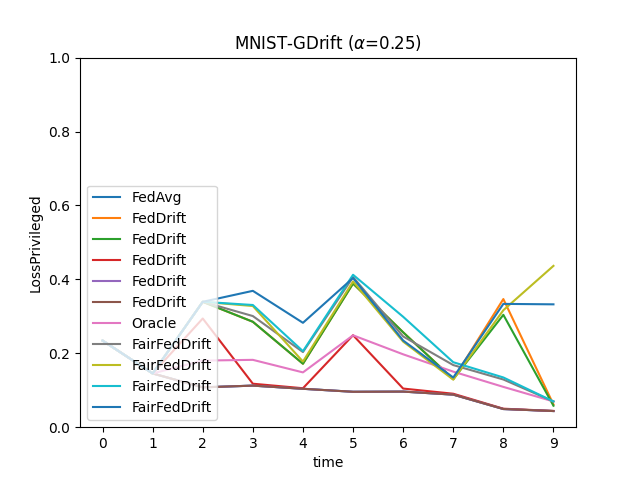 MNIST-GDrift (α=0.25)
LossPrivileged
1.0
0.8
0.6
0.4
0.2
0.0
FedAvg
FedDrift
FedDrift
FedDrift
FedDrift
FedDrift
Oracle
FairFedDrift
FairFedDrift
FairFedDrift
FairFedDrift
0 1 2 3 4 5 6 7 8 9
time